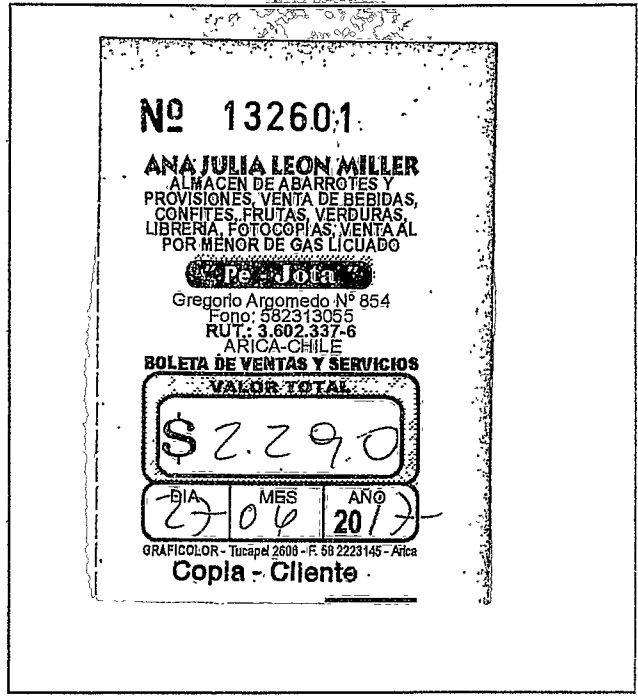 Nº 132601
ANA JULIA LEON MILLER
ALMACEN DE ABARROTES Y
PROVISIONES, VENTA DE BEBIDAS,
CONFITES, FRUTAS, VERDURAS,
LIBRERIA, FOTOCOPIAS, VENTA AL
POR MENOR DE GAS LICUADO
"Pe - Jota"
Gregorio Argomedo Nº 854
Fono: 582313055
RUT.: 3.602.337-6
ARICA-CHILE
BOLETA DE VENTAS Y SERVICIOS
VALOR TOTAL
$ 2.290
DIA MES AÑO
27 04 2017
GRAFICOLOR - Tucapel 2606 - F. 58 2223145 - Arica
Copia - Cliente